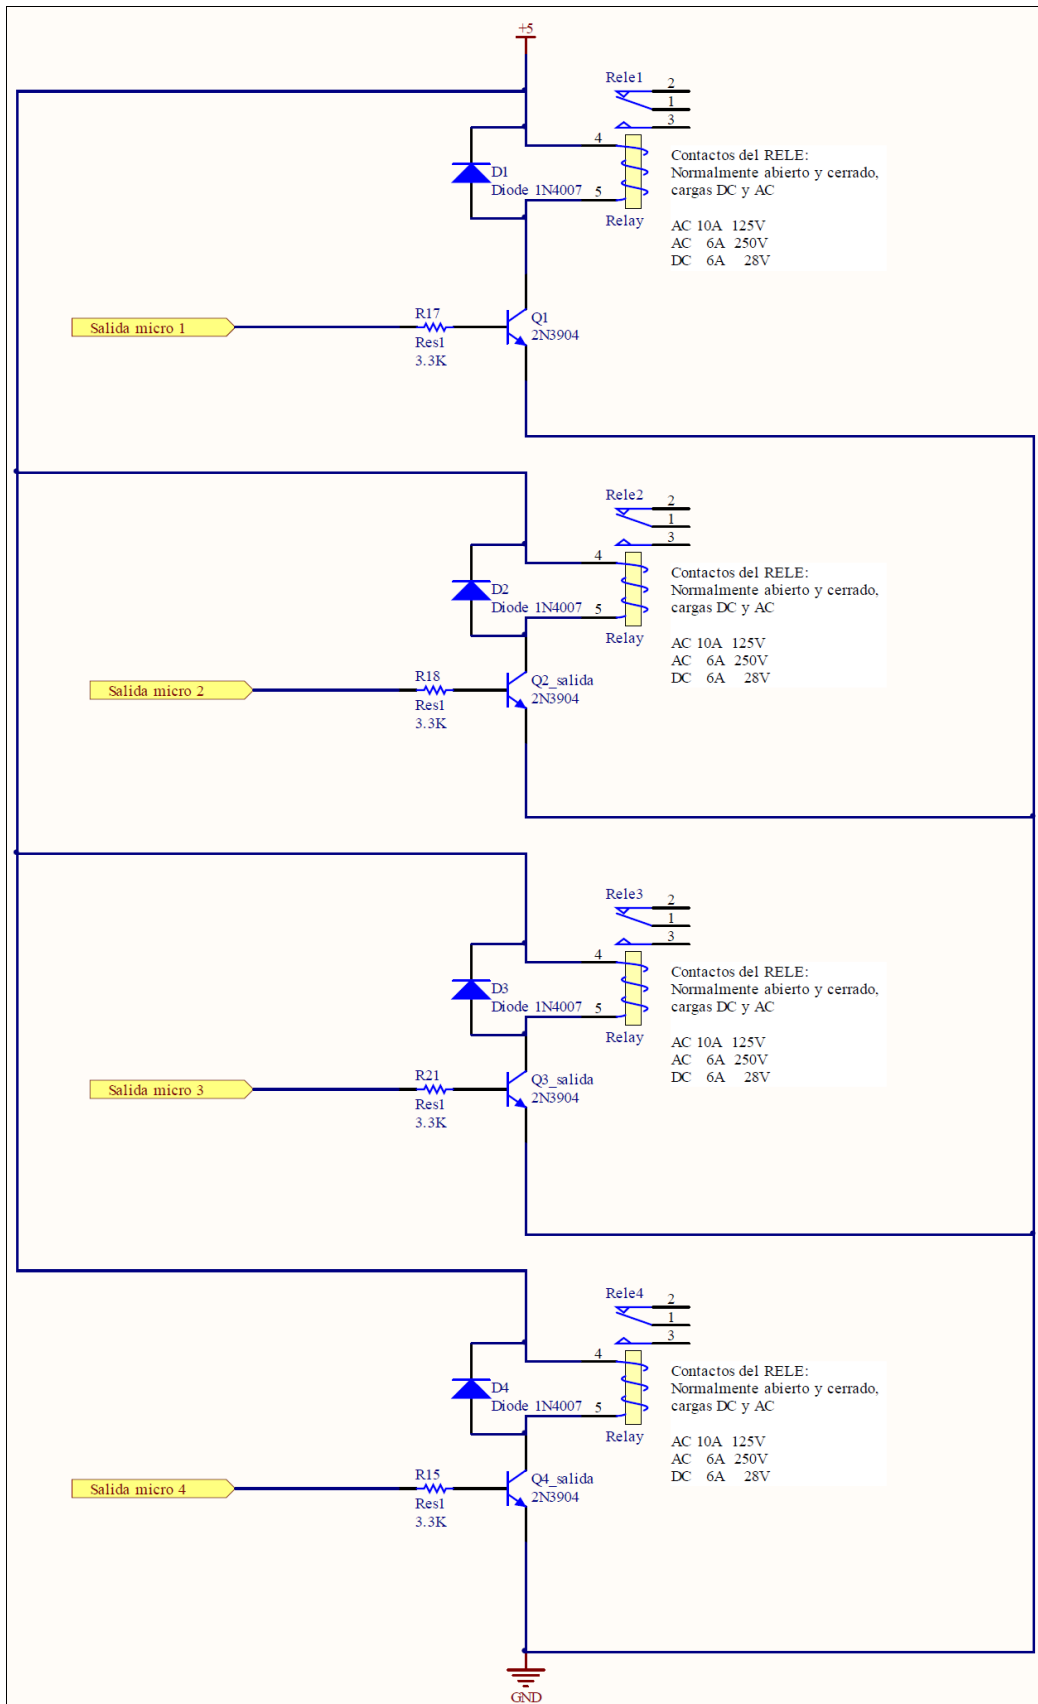 +5
Rele1
2
1
3
4
D1
Diode 1N4007
5
Relay
Contactos del RELE:
Normalmente abierto y cerrado,
cargas DC y AC
AC 10A 125V
AC 6A 250V
DC 6A 28V
Salida micro 1
R17
Res1
3.3K
Q1
2N3904
Rele2
2
1
3
4
D2
Diode 1N4007
5
Relay
Contactos del RELE:
Normalmente abierto y cerrado,
cargas DC y AC
AC 10A 125V
AC 6A 250V
DC 6A 28V
Salida micro 2
R18
Res1
3.3K
Q2_salida
2N3904
Rele3
2
1
3
4
D3
Diode 1N4007
5
Relay
Contactos del RELE:
Normalmente abierto y cerrado,
cargas DC y AC
AC 10A 125V
AC 6A 250V
DC 6A 28V
Salida micro 3
R21
Res1
3.3K
Q3_salida
2N3904
Rele4
2
1
3
4
D4
Diode 1N4007
5
Relay
Contactos del RELE:
Normalmente abierto y cerrado,
cargas DC y AC
AC 10A 125V
AC 6A 250V
DC 6A 28V
Salida micro 4
R15
Res1
3.3K
Q4_salida
2N3904
GND